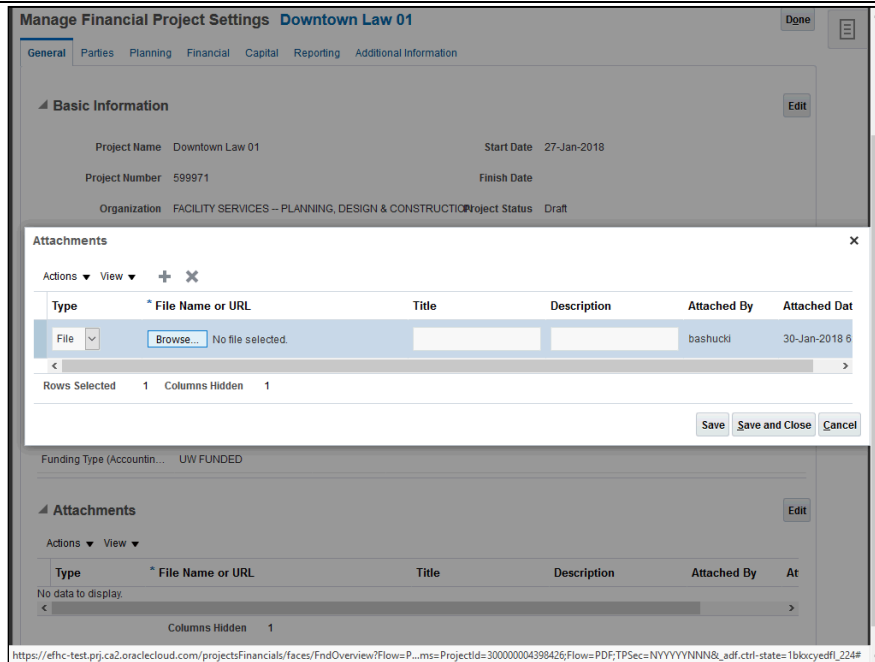 Manage Financial Project Settings Downtown Law 01 Done
General Parties Planning Financial Capital Reporting Additional Information
Basic Information Edit
Project Name Downtown Law 01 Start Date 27-Jan-2018
Project Number 599971 Finish Date
Organization FACILITY SERVICES -- PLANNING, DESIGN & CONSTRUCTION Project Status Draft
Attachments
Actions View
Type * File Name or URL Title Description Attached By Attached Dat
File Browse... No file selected. bashucki 30-Jan-2018 6
Rows Selected 1 Columns Hidden 1
Save Save and Close Cancel
Funding Type (Accountin... UW FUNDED
Attachments Edit
Actions View
Type * File Name or URL Title Description Attached By At
No data to display.
Columns Hidden 1
https://efhc-test.prj.ca2.oraclecloud.com/projectsFinancials/faces/FndOverview?Flow=P...ms=ProjectId=300000004398426;Flow=PDF;TPSec=NYYYYYNNN&_adf.ctrl-state=1bkxcyedfl_224#